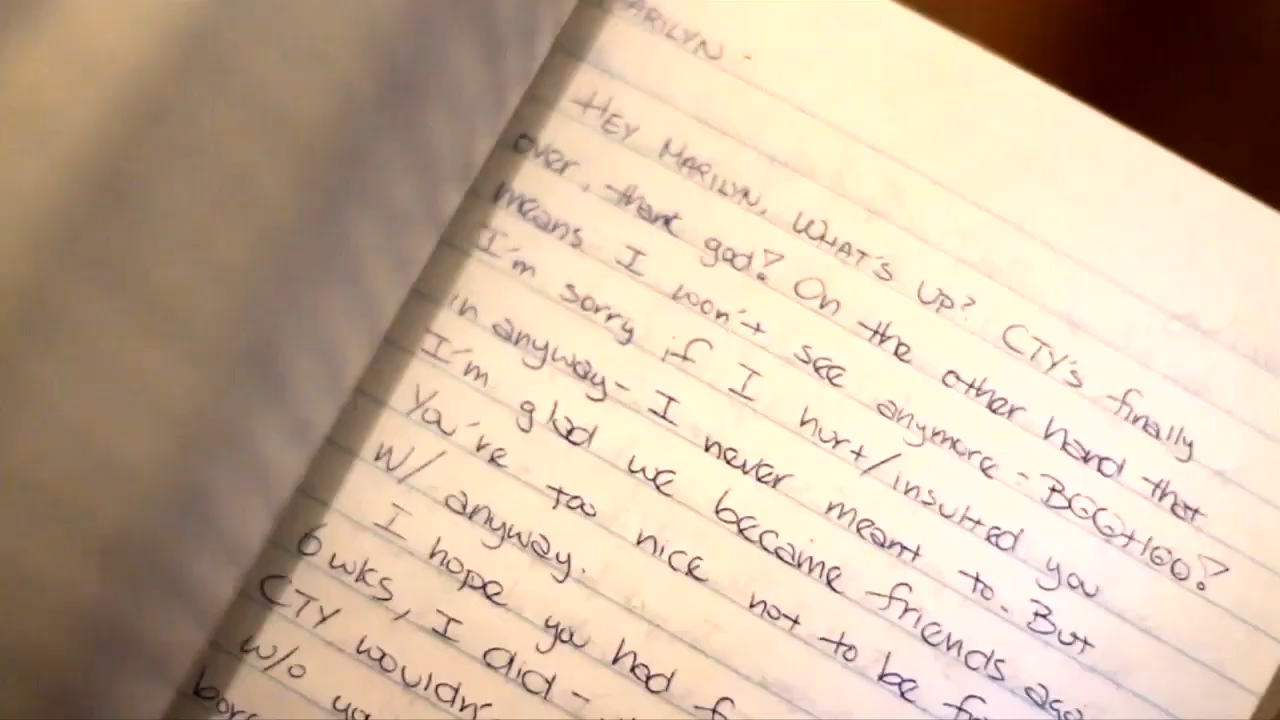 MARILYN -
HEY MARILYN, WHAT'S UP? CTY'S finally
over, thank god? On the other hand that
means I won't see anymore -
I'm sorry if I hurt/insulted you
in anyway - I never meant to. But
I'm glad we became friends
You're too nice not to be
w/ anyway.
I hope you had
6 wks, I did -
CTY
w/o